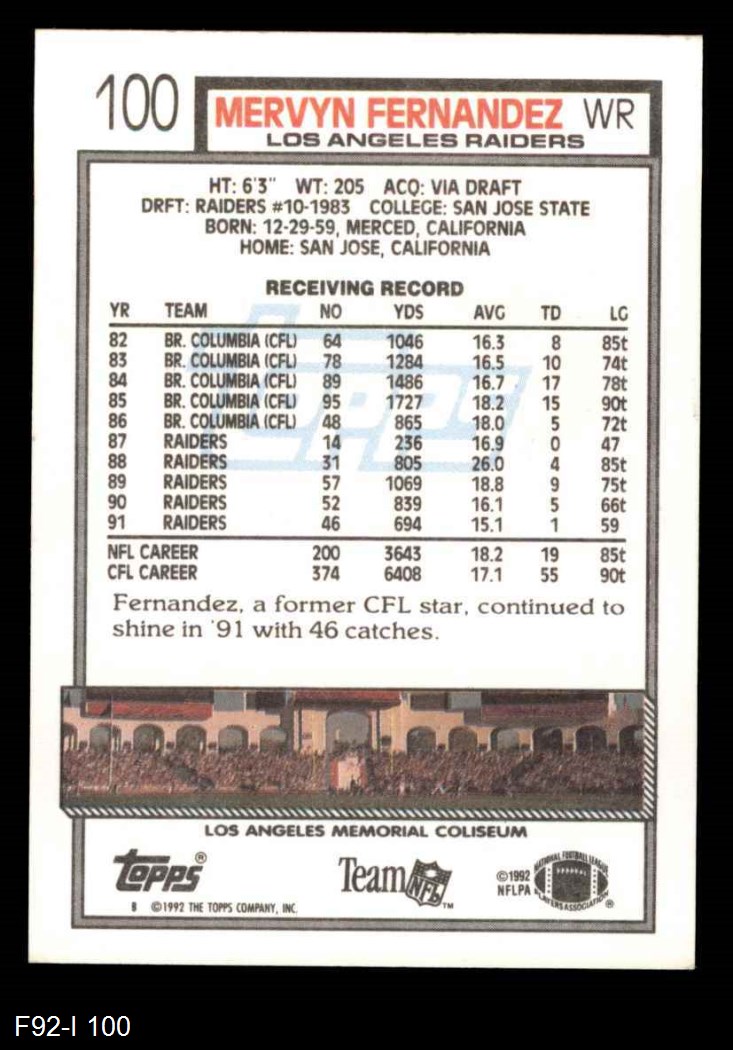 100
MERVYN FERNANDEZ WR
LOS ANGELES RAIDERS
HT: 6'3" WT: 205 ACQ: VIA DRAFT
DRFT: RAIDERS #10-1983 COLLEGE: SAN JOSE STATE
BORN: 12-29-59, MERCED, CALIFORNIA
HOME: SAN JOSE, CALIFORNIA
RECEIVING RECORD
YR TEAM NO YDS AVG TD LG
82 BR. COLUMBIA (CFL) 64 1046 16.3 8 85t
83 BR. COLUMBIA (CFL) 78 1284 16.5 10 74t
84 BR. COLUMBIA (CFL) 89 1486 16.7 17 78t
85 BR. COLUMBIA (CFL) 95 1727 18.2 15 90t
86 BR. COLUMBIA (CFL) 48 865 18.0 5 72t
87 RAIDERS 14 236 16.9 0 47
88 RAIDERS 31 805 26.0 4 85t
89 RAIDERS 57 1069 18.8 9 75t
90 RAIDERS 52 839 16.1 5 66t
91 RAIDERS 46 694 15.1 1 59
NFL CAREER 200 3643 18.2 19 85t
CFL CAREER 374 6408 17.1 55 90t
Topps
Fernandez, a former CFL star, continued to
shine in '91 with 46 catches.
LOS ANGELES MEMORIAL COLISEUM
Topps®
Team NFL™
©1992
NFLPA
NATIONAL FOOTBALL LEAGUE
PLAYERS ASSOCIATION ®
B ©1992 THE TOPPS COMPANY, INC.
F92-I 100